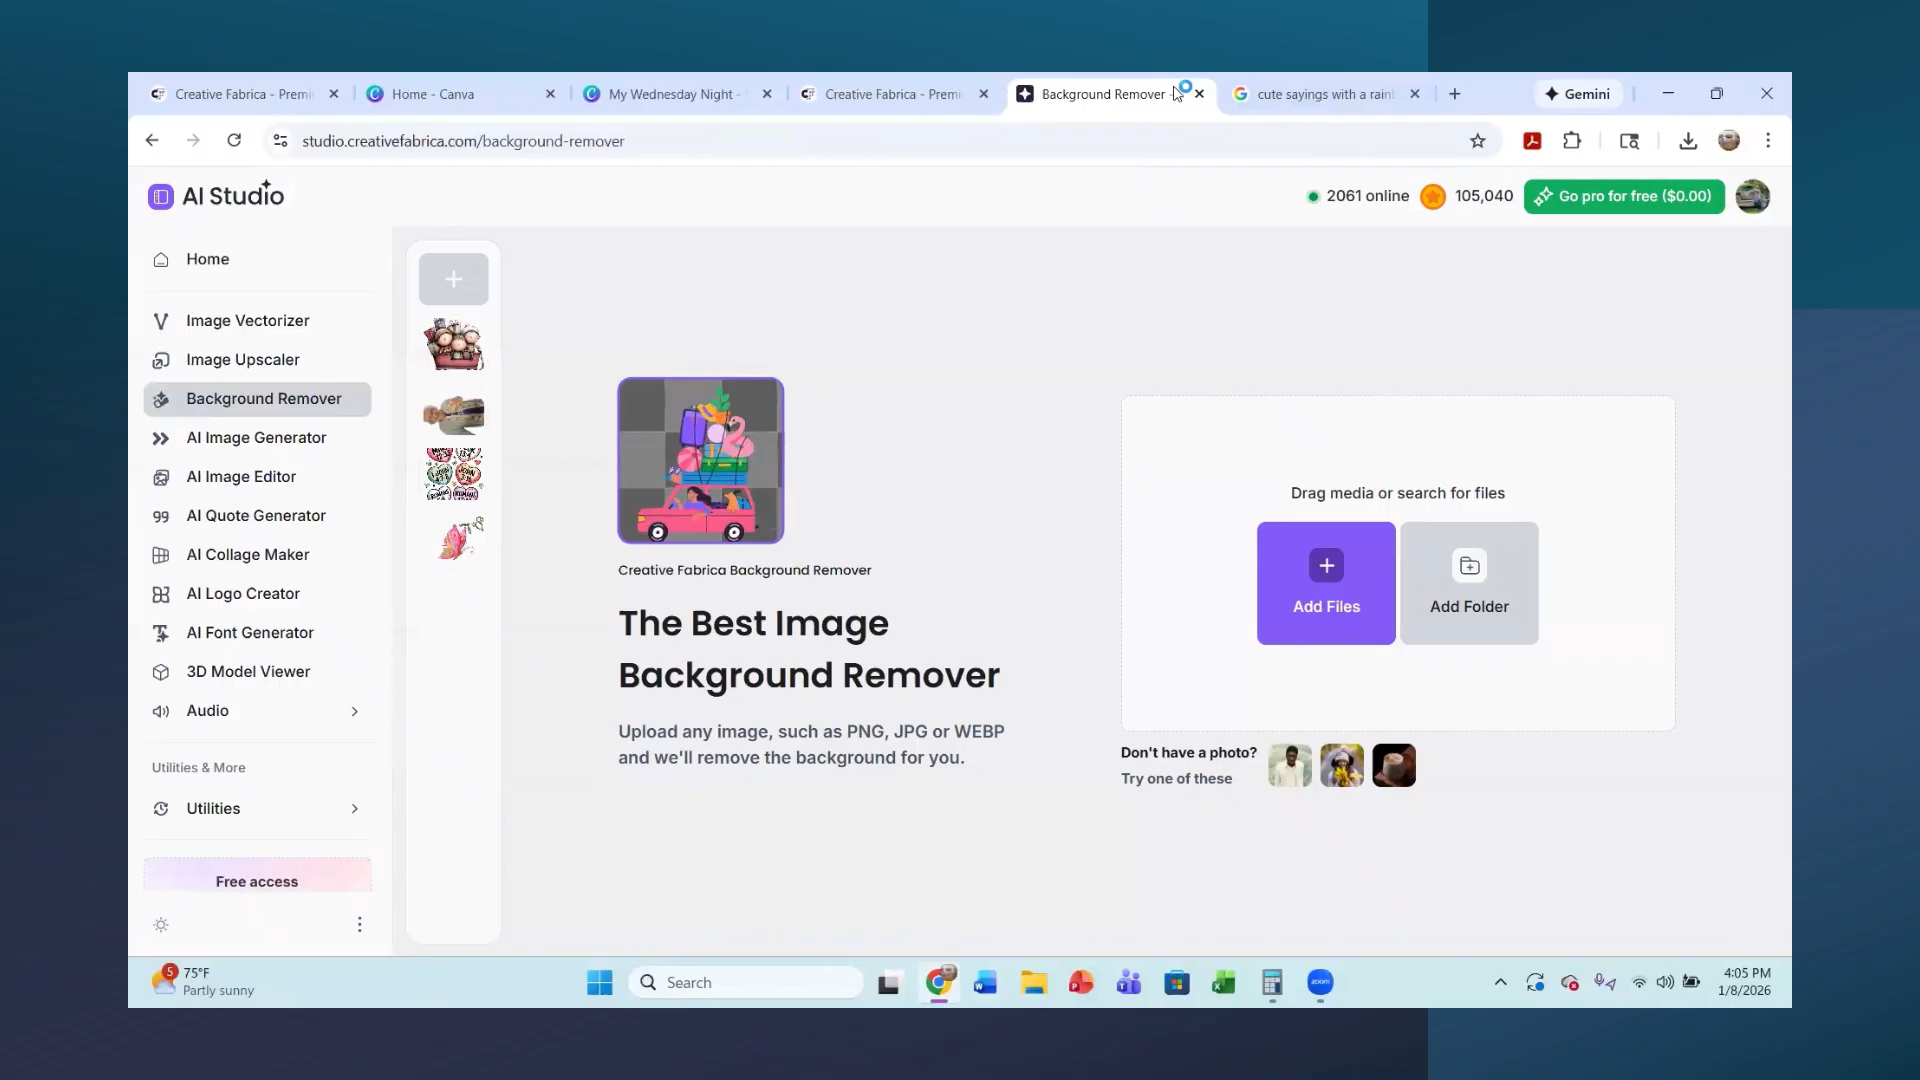 Creative Fabrica - Premi
Home - Canva
My Wednesday Night -
Creative Fabrica - Premi
Background Remover
cute sayings with a rain
Gemini
studio.creativefabrica.com/background-remover
AI Studio
2061 online
105,040
Go pro for free ($0.00)
Home
Image Vectorizer
Image Upscaler
Background Remover
AI Image Generator
AI Image Editor
AI Quote Generator
AI Collage Maker
AI Logo Creator
AI Font Generator
3D Model Viewer
Audio
Utilities & More
Utilities
Free access
Creative Fabrica Background Remover
The Best Image
Background Remover
Upload any image, such as PNG, JPG or WEBP
and we'll remove the background for you.
Drag media or search for files
Add Files
Add Folder
Don't have a photo?
Try one of these
5
75°F
Partly sunny
Search
zoom
4:05 PM
1/8/2026